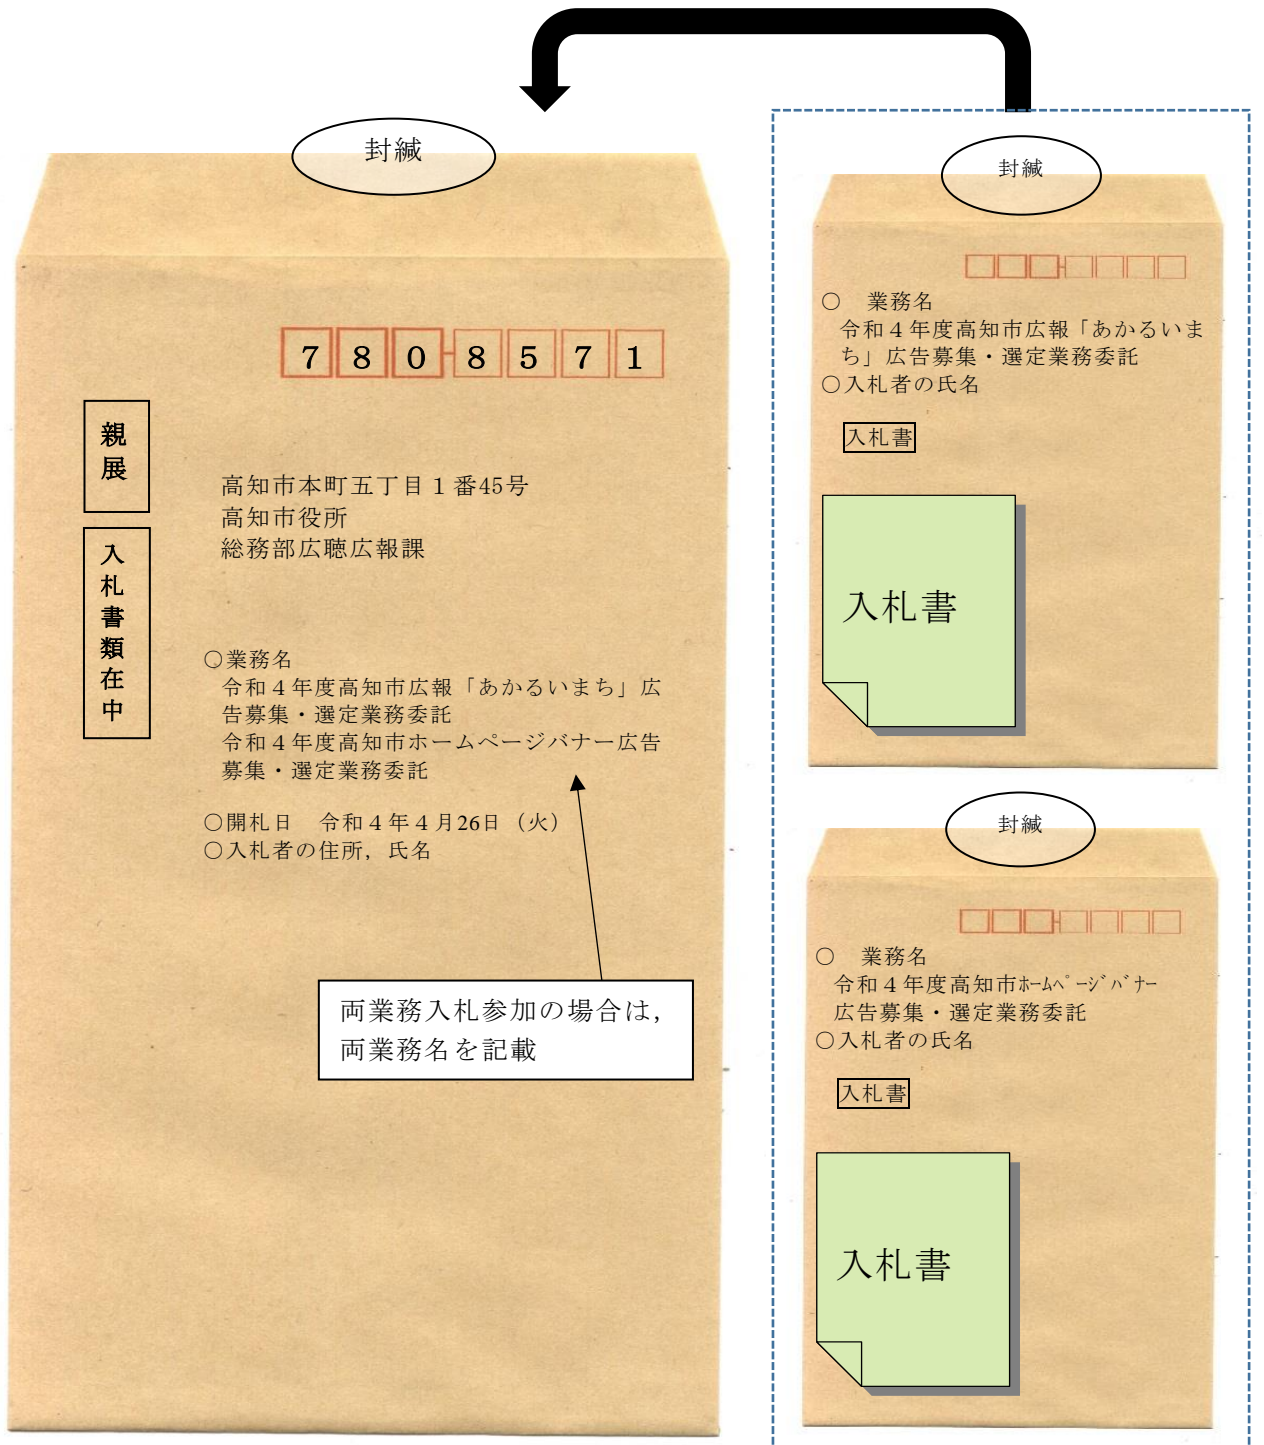 封緘
780-8571
親展
入札書類在中
高知市本町五丁目１番45号
高知市役所
総務部広聴広報課
○業務名
令和４年度高知市広報「あかるいまち」広
告募集・選定業務委託
令和４年度高知市ホームページバナー広告
募集・選定業務委託
○開札日　令和４年４月26日（火）
○入札者の住所，氏名
両業務入札参加の場合は，
両業務名を記載
封緘
○　業務名
令和４年度高知市広報「あかるいま
ち」広告募集・選定業務委託
○入札者の氏名
入札書
入札書
封緘
○　業務名
令和４年度高知市ﾎｰﾑﾍﾟｰｼﾞﾊﾞﾅｰ
広告募集・選定業務委託
○入札者の氏名
入札書
入札書